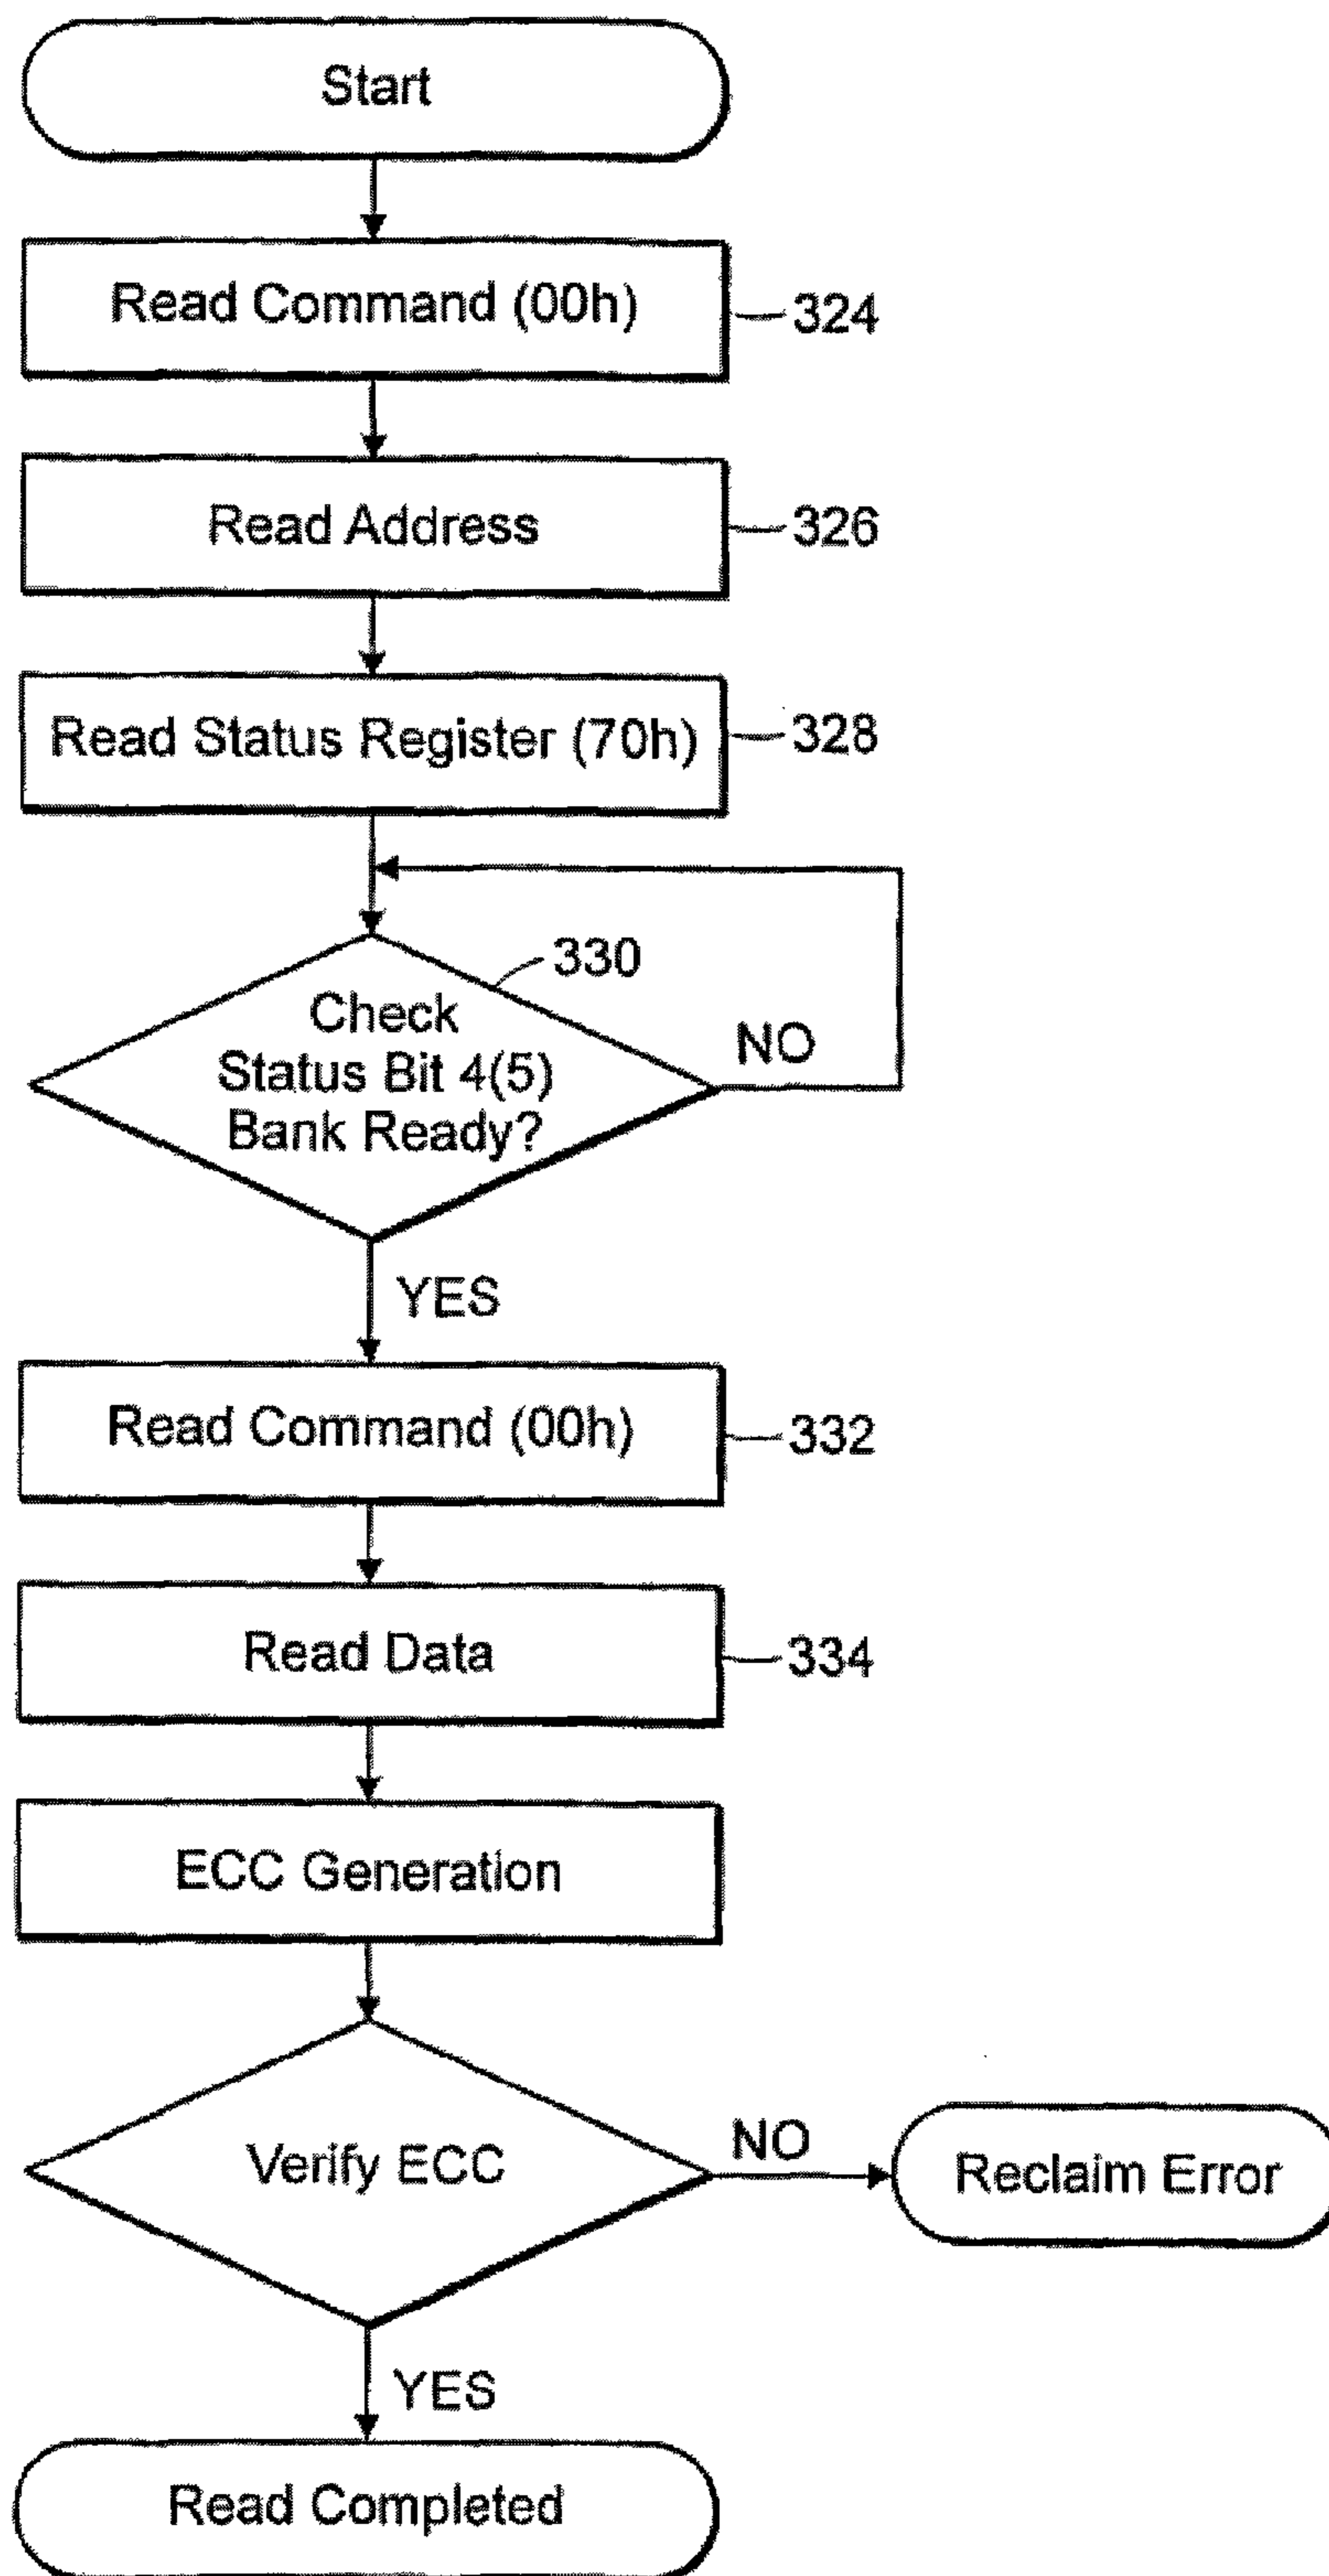 Start
Read Command (00h)
324
Read Address
326
Read Status Register (70h)
328
330
Check
Status Bit 4(5)
Bank Ready?
NO
YES
Read Command (00h)
332
Read Data
334
ECC Generation
Verify ECC
NO
Reclaim Error
YES
Read Completed